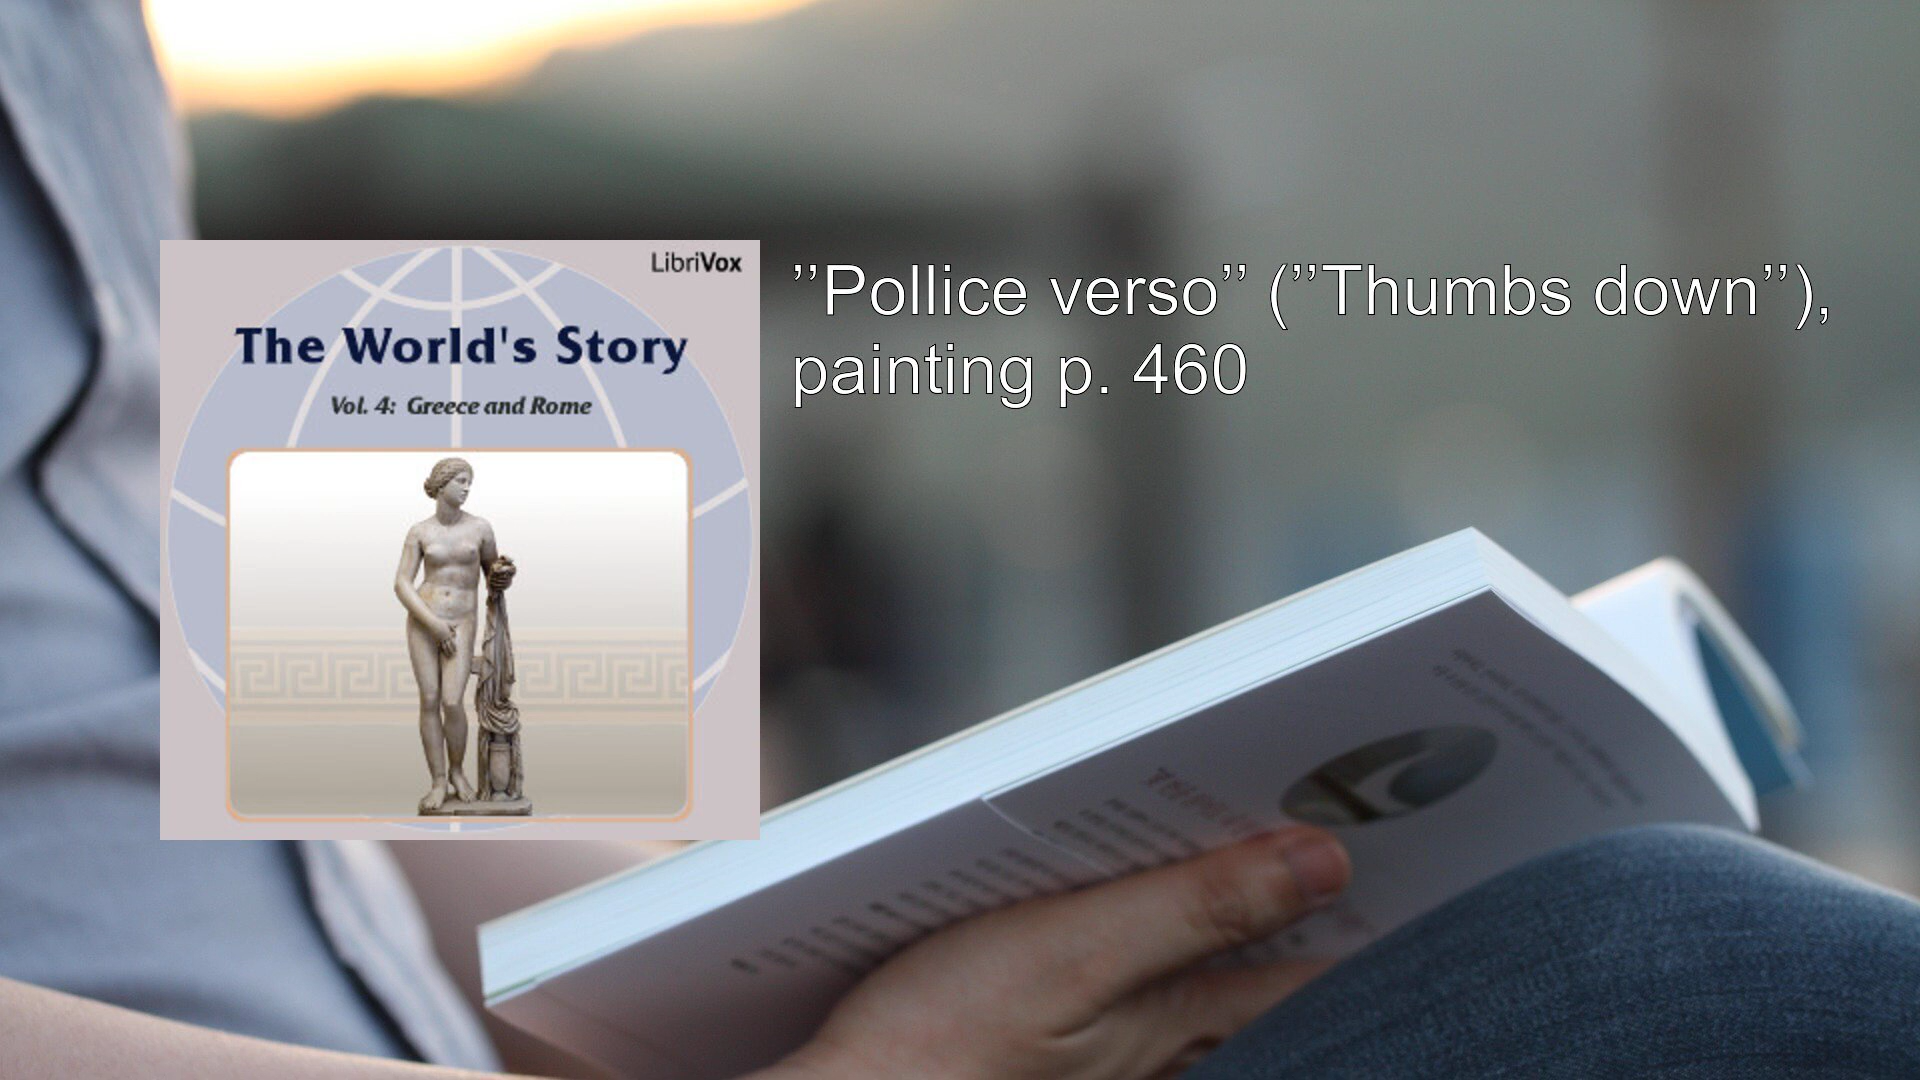 LibriVox
The World's Story
Vol. 4: Greece and Rome
”Pollice verso” (”Thumbs down”),
painting p. 460